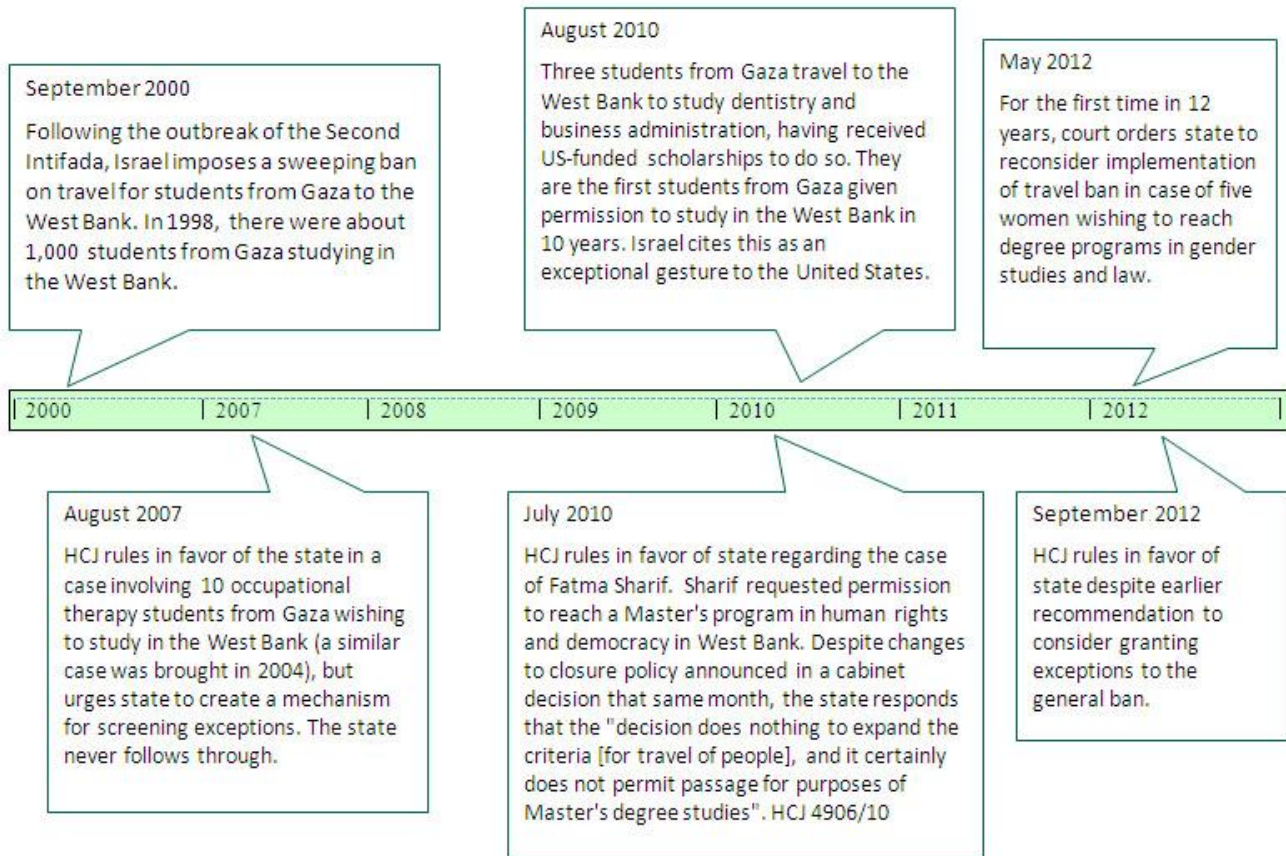 September 2000
Following the outbreak of the Second
Intifada, Israel imposes a sweeping ban
on travel for students from Gaza to the
West Bank. In 1998, there were about
1,000 students from Gaza studying in
the West Bank.
August 2010
Three students from Gaza travel to the
West Bank to study dentistry and
business administration, having received
US-funded scholarships to do so. They
are the first students from Gaza given
permission to study in the West Bank in
10 years. Israel cites this as an
exceptional gesture to the United States.
May 2012
For the first time in 12
years, court orders state to
reconsider implementation
of travel ban in case of five
women wishing to reach
degree programs in gender
studies and law.
2000 2007 2008 2009 2010 2011 2012
August 2007
HCJ rules in favor of the state in a
case involving 10 occupational
therapy students from Gaza wishing
to study in the West Bank (a similar
case was brought in 2004), but
urges state to create a mechanism
for screening exceptions. The state
never follows through.
July 2010
HCJ rules in favor of state regarding the case
of Fatma Sharif. Sharif requested permission
to reach a Master's program in human rights
and democracy in West Bank. Despite changes
to closure policy announced in a cabinet
decision that same month, the state responds
that the "decision does nothing to expand the
criteria [for travel of people], and it certainly
does not permit passage for purposes of
Master's degree studies". HCJ 4906/10
September 2012
HCJ rules in favor of
state despite earlier
recommendation to
consider granting
exceptions to the
general ban.